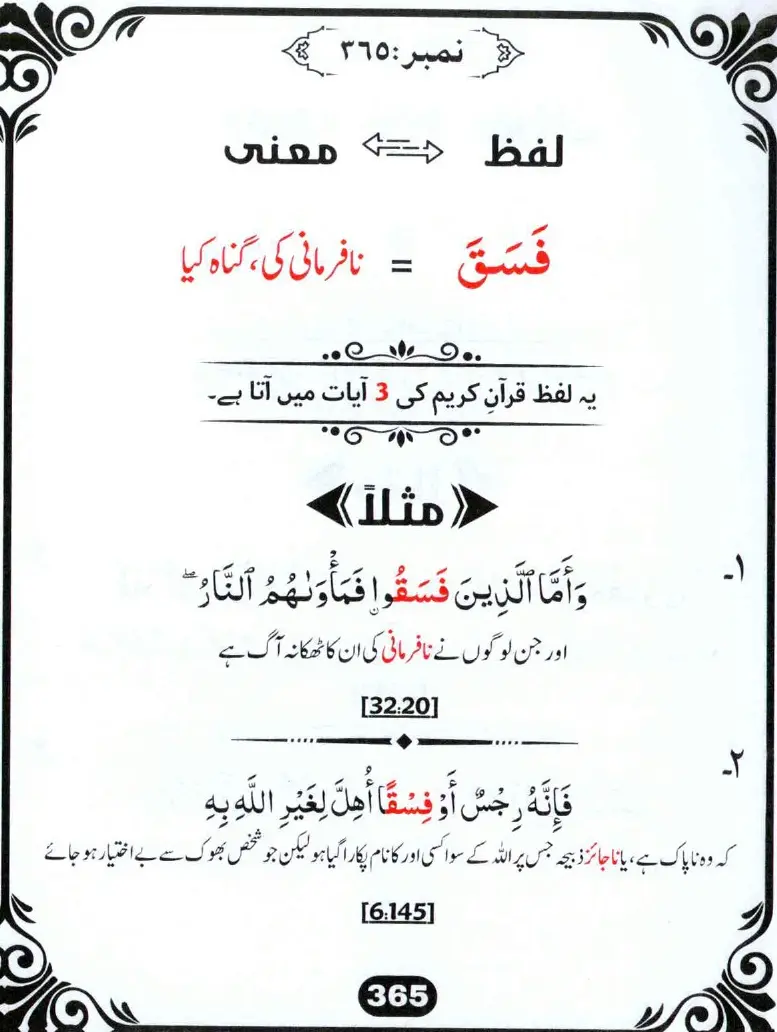 نمبر: ٣٦٥
لفظ ⇐⇒ معنی
فَسَقَ = نافرمانی کی، گناہ کیا
یہ لفظ قرآنِ کریم کی 3 آیات میں آتا ہے۔
مثلاً
١۔
وَأَمَّا ٱلَّذِينَ فَسَقُوا۟ فَمَأْوَىٰهُمُ ٱلنَّارُ ۖ
اور جن لوگوں نے نافرمانی کی ان کا ٹھکانہ آگ ہے
[32:20]
٢۔
فَإِنَّهُ رِجْسٌ أَوْ فِسْقًا أُهِلَّ لِغَيْرِ اللَّهِ بِهِ
کہ وہ ناپاک ہے، یا ناجائز ذبیحہ جس پر اللہ کے سوا کسی اور کا نام پکارا گیا ہو لیکن جو شخص بھوک سے بے اختیار ہو جائے
[6:145]
365